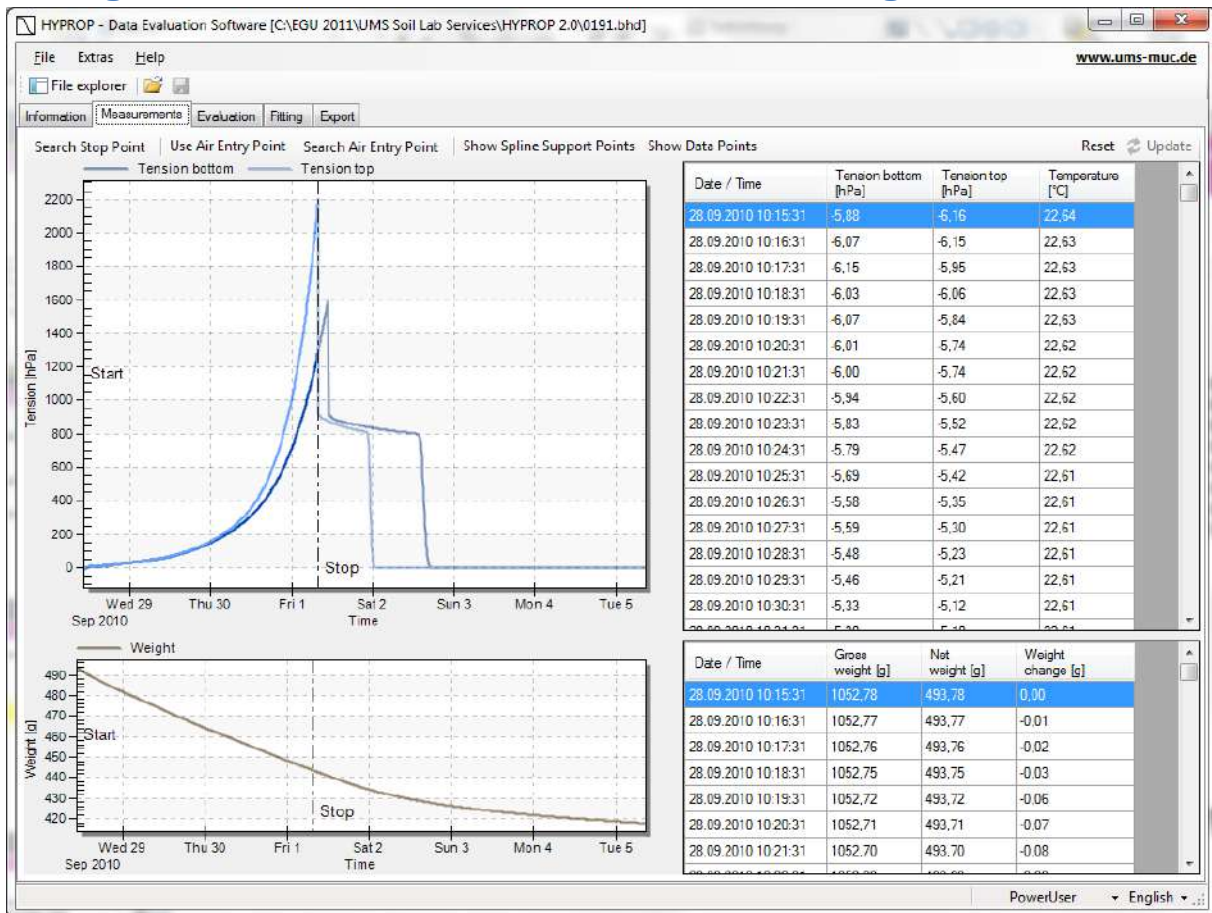 HYPROP - Data Evaluation Software [C:\EGU 2011\UMS Soil Lab Services\HYPROP 2.0\0191.bhd]
File Extras Help www.ums-muc.de
File explorer
Information Measurements Evaluation Fitting Export
Search Stop Point Use Air Entry Point Search Air Entry Point Show Spline Support Points Show Data Points Reset Update
Tension bottom Tension top
2200
2000
1800
1600
1400
1200
1000
800
600
400
200
0
Tension [hPa]
Start
Stop
Wed 29 Thu 30 Fri 1 Sat 2 Sun 3 Mon 4 Tue 5
Sep 2010 Time
Date / Time Tension bottom [hPa] Tension top [hPa] Temperature [°C]
28.09.2010 10:15:31 -5,88 -6,16 22,64
28.09.2010 10:16:31 -6,07 -6,15 22,63
28.09.2010 10:17:31 -6,15 -5,95 22,63
28.09.2010 10:18:31 -6,03 -6,06 22,63
28.09.2010 10:19:31 -6,07 -5,84 22,63
28.09.2010 10:20:31 -6,01 -5,74 22,62
28.09.2010 10:21:31 -6,00 -5,74 22,62
28.09.2010 10:22:31 -5,94 -5,60 22,62
28.09.2010 10:23:31 -5,83 -5,52 22,62
28.09.2010 10:24:31 -5,79 -5,47 22,62
28.09.2010 10:25:31 -5,69 -5,42 22,61
28.09.2010 10:26:31 -5,58 -5,35 22,61
28.09.2010 10:27:31 -5,59 -5,30 22,61
28.09.2010 10:28:31 -5,48 -5,23 22,61
28.09.2010 10:29:31 -5,46 -5,21 22,61
28.09.2010 10:30:31 -5,33 -5,12 22,61
Weight
490
480
470
460
450
440
430
420
Weight [g]
Start
Stop
Wed 29 Thu 30 Fri 1 Sat 2 Sun 3 Mon 4 Tue 5
Sep 2010 Time
Date / Time Gross weight [g] Net weight [g] Weight change [g]
28.09.2010 10:15:31 1052,78 493,78 0,00
28.09.2010 10:16:31 1052,77 493,77 -0,01
28.09.2010 10:17:31 1052,76 493,76 -0,02
28.09.2010 10:18:31 1052,75 493,75 -0,03
28.09.2010 10:19:31 1052,72 493,72 -0,06
28.09.2010 10:20:31 1052,71 493,71 -0,07
28.09.2010 10:21:31 1052,70 493,70 -0,08
PowerUser English